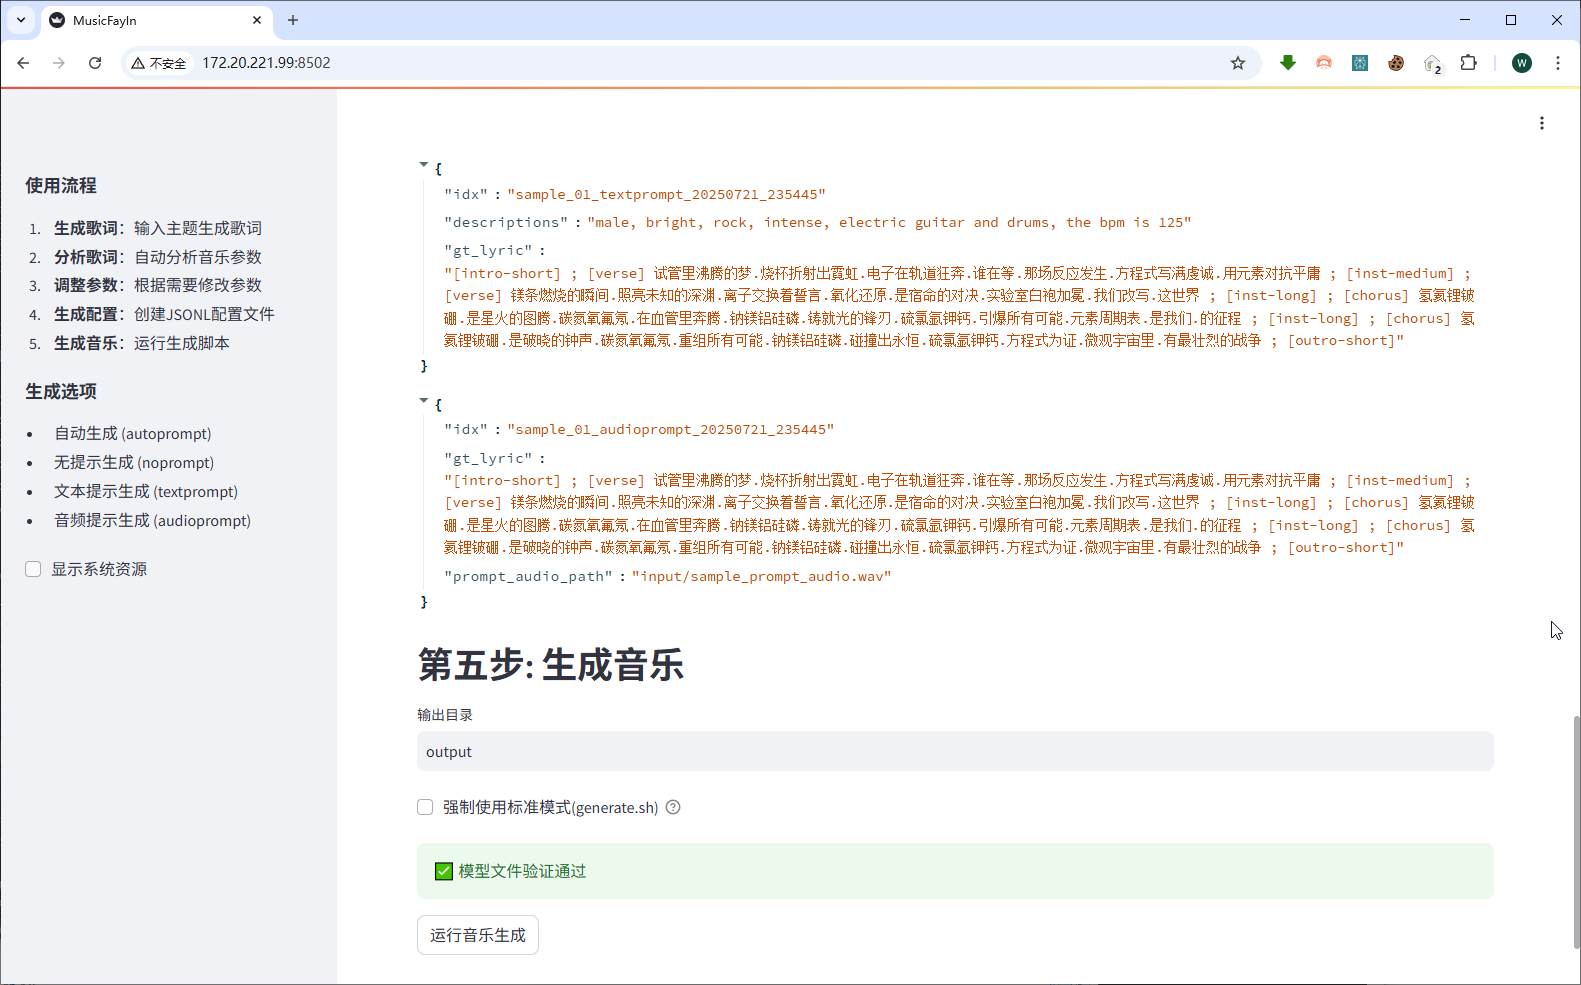 MusicFayIn
不安全
172.20.221.99:8502
2
W
使用流程
1. 生成歌词：输入主题生成歌词
2. 分析歌词：自动分析音乐参数
3. 调整参数：根据需要修改参数
4. 生成配置：创建JSONL配置文件
5. 生成音乐：运行生成脚本
生成选项
• 自动生成 (autoprompt)
• 无提示生成 (noprompt)
• 文本提示生成 (textprompt)
• 音频提示生成 (audioprompt)
显示系统资源
{
"idx" : "sample_01_textprompt_20250721_235445"
"descriptions" : "male, bright, rock, intense, electric guitar and drums, the bpm is 125"
"gt_lyric" :
"[intro-short] ; [verse] 试管里沸腾的梦.烧杯折射出霓虹.电子在轨道狂奔.谁在等.那场反应发生.方程式写满虔诚.用元素对抗平庸 ; [inst-medium] ;
[verse] 镁条燃烧的瞬间.照亮未知的深渊.离子交换着誓言.氧化还原.是宿命的对决.实验室白袍加冕.我们改写.这世界 ; [inst-long] ; [chorus] 氢氦锂铍
硼.是星火的图腾.碳氮氧氟氖.在血管里奔腾.钠镁铝硅磷.铸就光的锋刃.硫氯氩钾钙.引爆所有可能.元素周期表.是我们.的征程 ; [inst-long] ; [chorus] 氢
氦锂铍硼.是破晓的钟声.碳氮氧氟氖.重组所有可能.钠镁铝硅磷.碰撞出永恒.硫氯氩钾钙.方程式为证.微观宇宙里.有最壮烈的战争 ; [outro-short]"
}
{
"idx" : "sample_01_audioprompt_20250721_235445"
"gt_lyric" :
"[intro-short] ; [verse] 试管里沸腾的梦.烧杯折射出霓虹.电子在轨道狂奔.谁在等.那场反应发生.方程式写满虔诚.用元素对抗平庸 ; [inst-medium] ;
[verse] 镁条燃烧的瞬间.照亮未知的深渊.离子交换着誓言.氧化还原.是宿命的对决.实验室白袍加冕.我们改写.这世界 ; [inst-long] ; [chorus] 氢氦锂铍
硼.是星火的图腾.碳氮氧氟氖.在血管里奔腾.钠镁铝硅磷.铸就光的锋刃.硫氯氩钾钙.引爆所有可能.元素周期表.是我们.的征程 ; [inst-long] ; [chorus] 氢
氦锂铍硼.是破晓的钟声.碳氮氧氟氖.重组所有可能.钠镁铝硅磷.碰撞出永恒.硫氯氩钾钙.方程式为证.微观宇宙里.有最壮烈的战争 ; [outro-short]"
"prompt_audio_path" : "input/sample_prompt_audio.wav"
}
第五步: 生成音乐
输出目录
output
强制使用标准模式(generate.sh)
模型文件验证通过
运行音乐生成